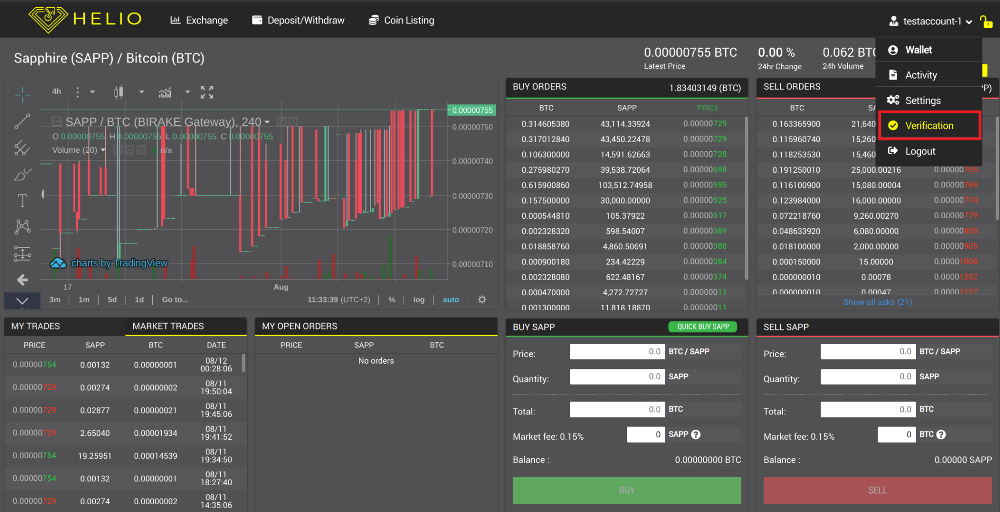 HELIO
Exchange
Deposit/Withdraw
Coin Listing
testaccount-1
Wallet
Activity
Settings
Verification
Logout
Sapphire (SAPP) / Bitcoin (BTC)
0.00000755 BTC
Latest Price
0.00 %
24hr Change
0.062 BTC
24h Volume
4h
SAPP / BTC (BIRAKE Gateway), 240
O 0.00000755 H 0.00000755 L 0.00000755 C 0.00000755
Volume (20)
0 n/a
0.00000755
0.00000750
0.00000740
0.00000730
0.00000720
0.00000710
charts by TradingView
17 Aug
3m 1m 5d 1d Go to...
11:33:39 (UTC+2) % log auto
BUY ORDERS 1.83403149 (BTC)
BTC SAPP PRICE
0.314605380 43,114.33924 0.00000729
0.317012840 43,450.22478 0.00000729
0.106300000 14,591.62663 0.00000728
0.275980270 39,538.72064 0.00000698
0.615900860 103,512.74958 0.00000595
0.157500000 30,000.00000 0.00000525
0.000544810 105.37922 0.00000517
0.002328320 598.54007 0.00000389
0.018858760 4,860.50691 0.00000388
0.000900180 234.42229 0.00000384
0.002328080 622.48167 0.00000374
0.000470000 4,272.72727 0.00000011
0.001300000 11,818.18870 0.00000011
SELL ORDERS PP)
BTC SA
0.163365900 21,640
0.115960740 15,260
0.118253530 15,460
0.191250010 25,000.00216 0.00000765
0.116100900 15,080.00004 0.00000769
0.123984000 16,000.00000 0.00000774
0.072218760 9,260.00270 0.00000779
0.048633920 6,080.00000 0.00000800
0.018100000 2,000.00000 0.00000905
0.000150000 15.00000 0.00001000
0.000000010 0.00078 0.00001282
0.000000010 0.00047 0.00002127
Show all asks (21)
MY TRADES MARKET TRADES
PRICE SAPP BTC DATE
0.00000754 0.00132 0.00000001 08/12 00:28:06
0.00000729 0.00274 0.00000002 08/11 19:50:04
0.00000729 0.02877 0.00000021 08/11 19:45:06
0.00000729 2.65040 0.00001934 08/11 19:41:52
0.00000754 19.25951 0.00014539 08/11 19:34:50
0.00000754 0.00132 0.00000001 08/11 18:27:40
0.00000729 0.00274 0.00000002 08/11 14:35:06
MY OPEN ORDERS
PRICE SAPP BTC
No orders
BUY SAPP QUICK BUY SAPP
Price: 0.0 BTC / SAPP
Quantity: 0.0 SAPP
Total: 0.0 BTC
Market fee: 0.15% 0 SAPP ?
Balance : 0.00000000 BTC
BUY
SELL SAPP
Price: 0.0 BTC / SAPP
Quantity: 0.0 SAPP
Total: 0.0 BTC
Market fee: 0.15% 0 BTC ?
Balance : 0.00000 SAPP
SELL